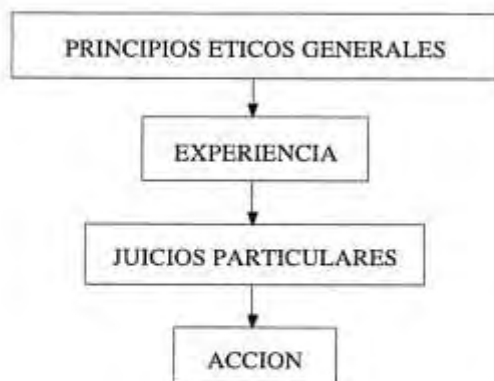 PRINCIPIOS ETICOS GENERALES
EXPERIENCIA
JUICIOS PARTICULARES
ACCION